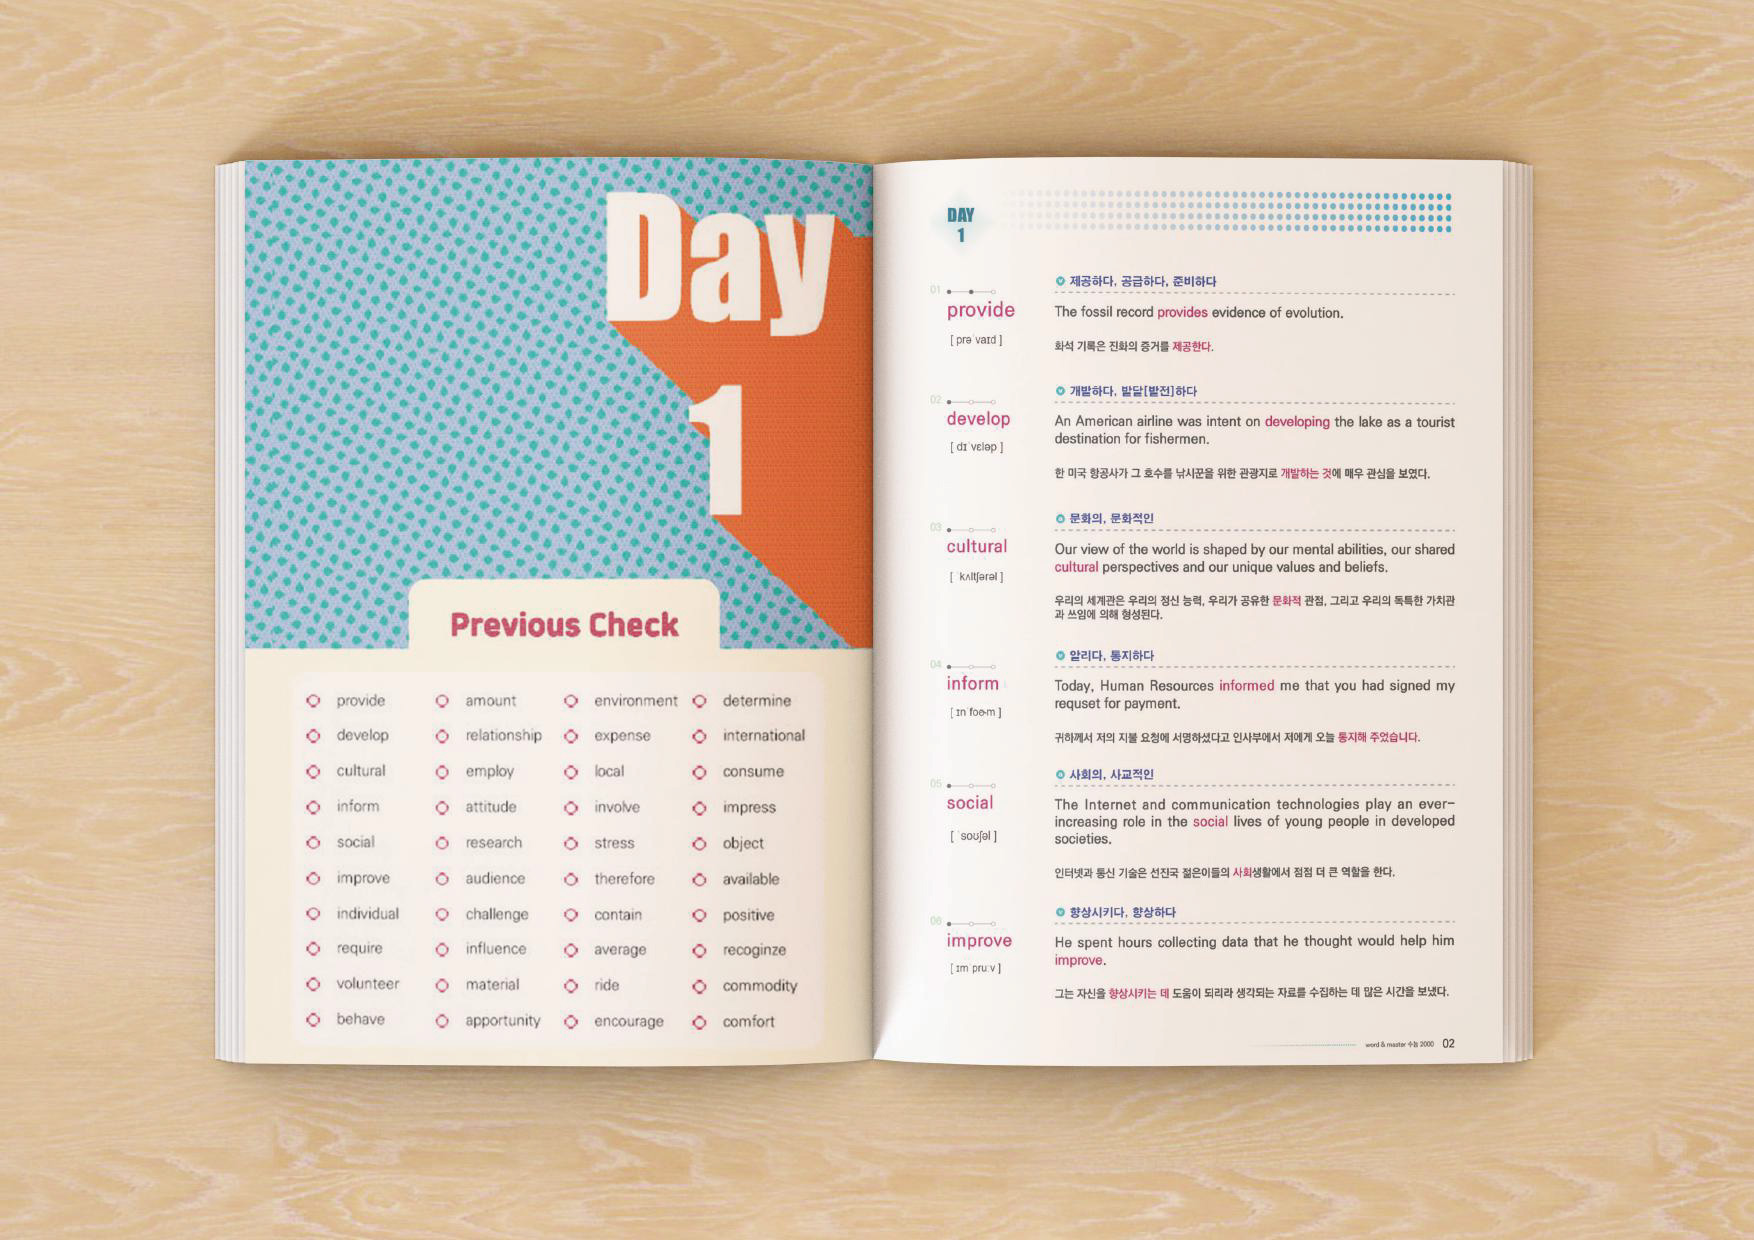 Day
1
Previous Check
provide amount environment determine
develop relationship expense international
cultural employ local consume
inform attitude involve impress
social research stress object
improve audience therefore available
individual challenge contain positive
require influence average recoginze
volunteer material ride commodity
behave apportunity encourage comfort
DAY
1
01
provide
[ prəˈvaɪd ]
제공하다, 공급하다, 준비하다
The fossil record provides evidence of evolution.
화석 기록은 진화의 증거를 제공한다.
02
develop
[ dɪˈvɛləp ]
개발하다, 발달[발전]하다
An American airline was intent on developing the lake as a tourist
destination for fishermen.
한 미국 항공사가 그 호수를 낚시꾼을 위한 관광지로 개발하는 것에 매우 관심을 보였다.
03
cultural
[ ˈkʌltʃərəl ]
문화의, 문화적인
Our view of the world is shaped by our mental abilities, our shared
cultural perspectives and our unique values and beliefs.
우리의 세계관은 우리의 정신 능력, 우리가 공유한 문화적 관점, 그리고 우리의 독특한 가치관
과 쓰임에 의해 형성된다.
04
inform
[ ɪnˈfoɚm ]
알리다, 통지하다
Today, Human Resources informed me that you had signed my
requset for payment.
귀하께서 저의 지불 요청에 서명하셨다고 인사부에서 저에게 오늘 통지해 주었습니다.
05
social
[ ˈsoʊʃəl ]
사회의, 사교적인
The Internet and communication technologies play an ever-
increasing role in the social lives of young people in developed
societies.
인터넷과 통신 기술은 선진국 젊은이들의 사회생활에서 점점 더 큰 역할을 한다.
06
improve
[ ɪmˈpruːv ]
향상시키다, 향상하다
He spent hours collecting data that he thought would help him
improve.
그는 자신을 향상시키는 데 도움이 되리라 생각되는 자료를 수집하는 데 많은 시간을 보냈다.
word & master 수능 2000 02